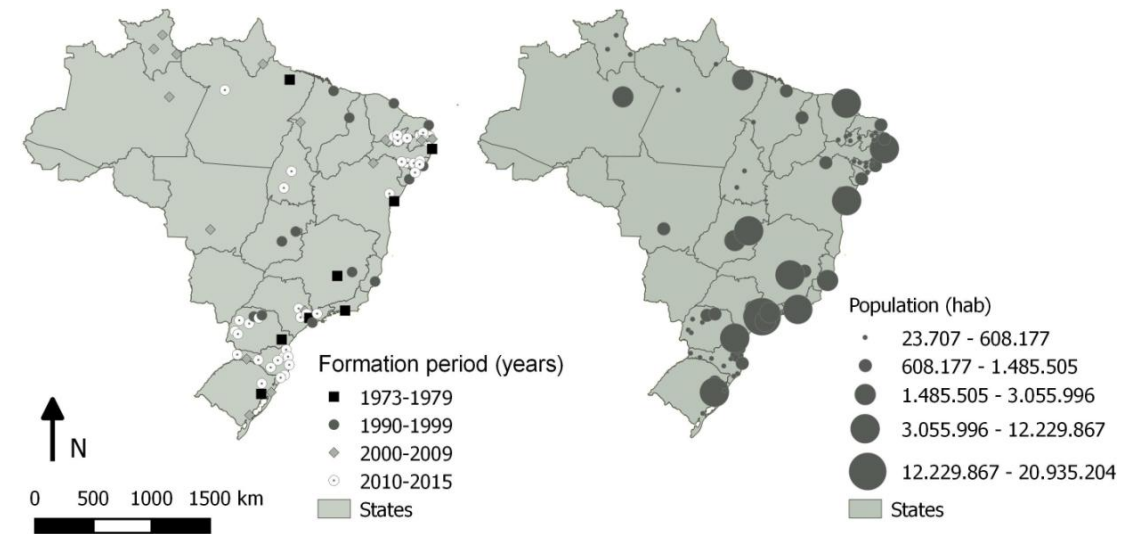 Formation period (years)
1973-1979
1990-1999
2000-2009
2010-2015
States
N
0 500 1000 1500 km
Population (hab)
23.707 - 608.177
608.177 - 1.485.505
1.485.505 - 3.055.996
3.055.996 - 12.229.867
12.229.867 - 20.935.204
States